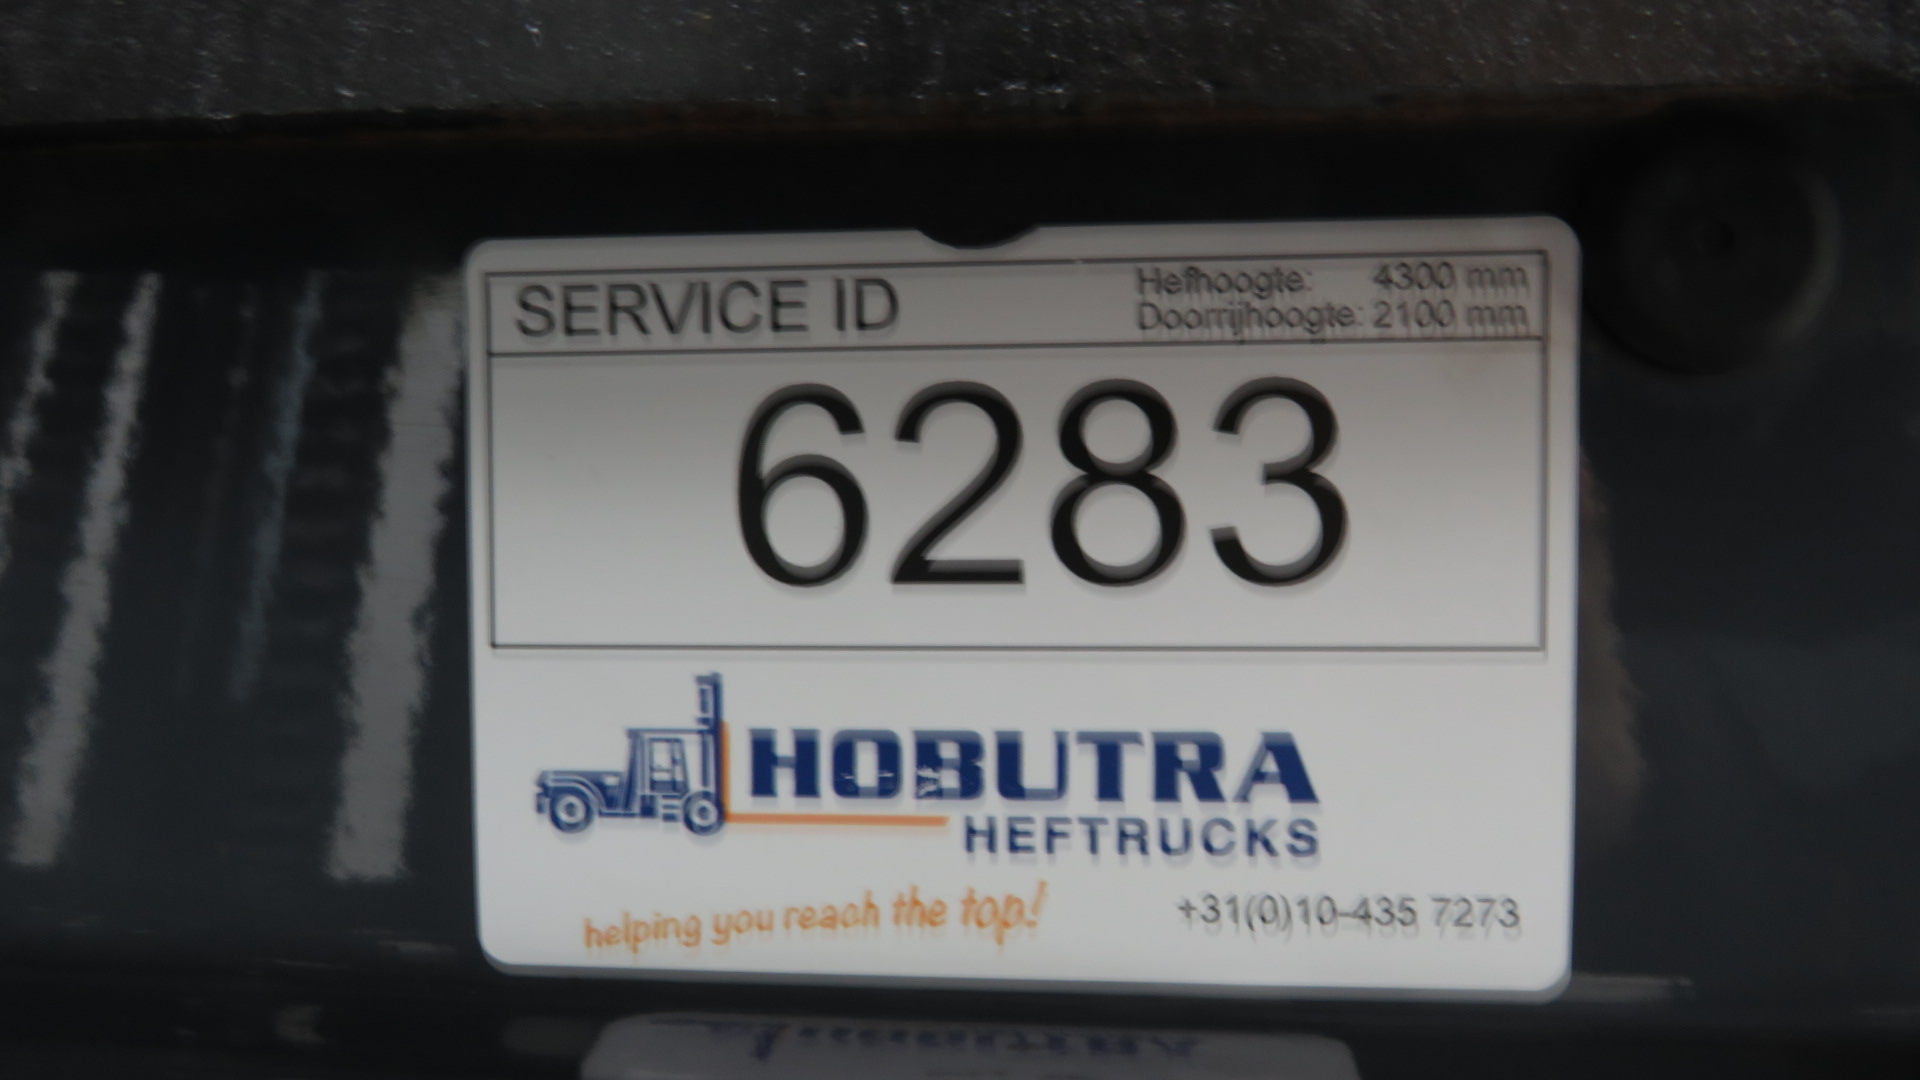 SERVICE ID
Hefhoogte: 4300 mm
Doorrijhoogte: 2100 mm
6283
HOBUTRA
HEFTRUCKS
helping you reach the top!
+31(0)10-435 7273